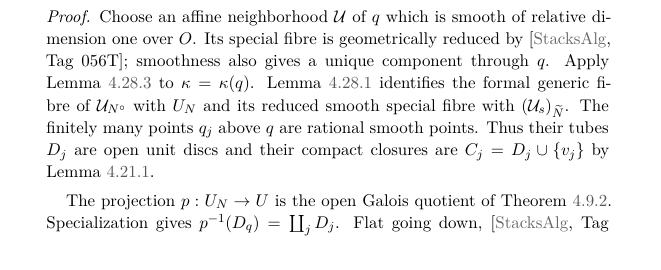 Proof. Choose an affine neighborhood 𝒰 of q which is smooth of relative di-
mension one over O. Its special fibre is geometrically reduced by [StacksAlg,
Tag 056T]; smoothness also gives a unique component through q. Apply
Lemma 4.28.3 to κ = κ(q). Lemma 4.28.1 identifies the formal generic fi-
bre of 𝒰_{N°} with U_N and its reduced smooth special fibre with (𝒰_s)_{Ñ}. The
finitely many points q_j above q are rational smooth points. Thus their tubes
D_j are open unit discs and their compact closures are C_j = D_j ∪ {v_j} by
Lemma 4.21.1.
The projection p : U_N → U is the open Galois quotient of Theorem 4.9.2.
Specialization gives p^{-1}(D_q) = ∐_j D_j. Flat going down, [StacksAlg, Tag